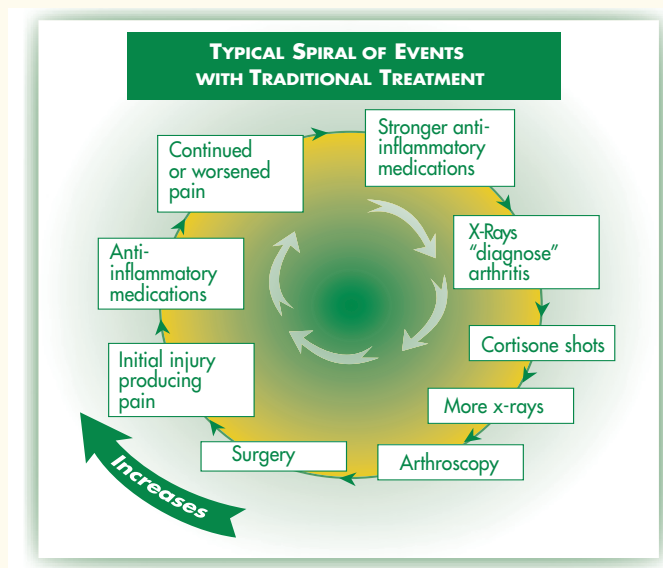 TYPICAL SPIRAL OF EVENTS
WITH TRADITIONAL TREATMENT
Stronger anti-
inflammatory
medications
X-Rays
“diagnose”
arthritis
Cortisone shots
More x-rays
Arthroscopy
Surgery
Initial injury
producing
pain
Anti-
inflammatory
medications
Continued
or worsened
pain
Increases